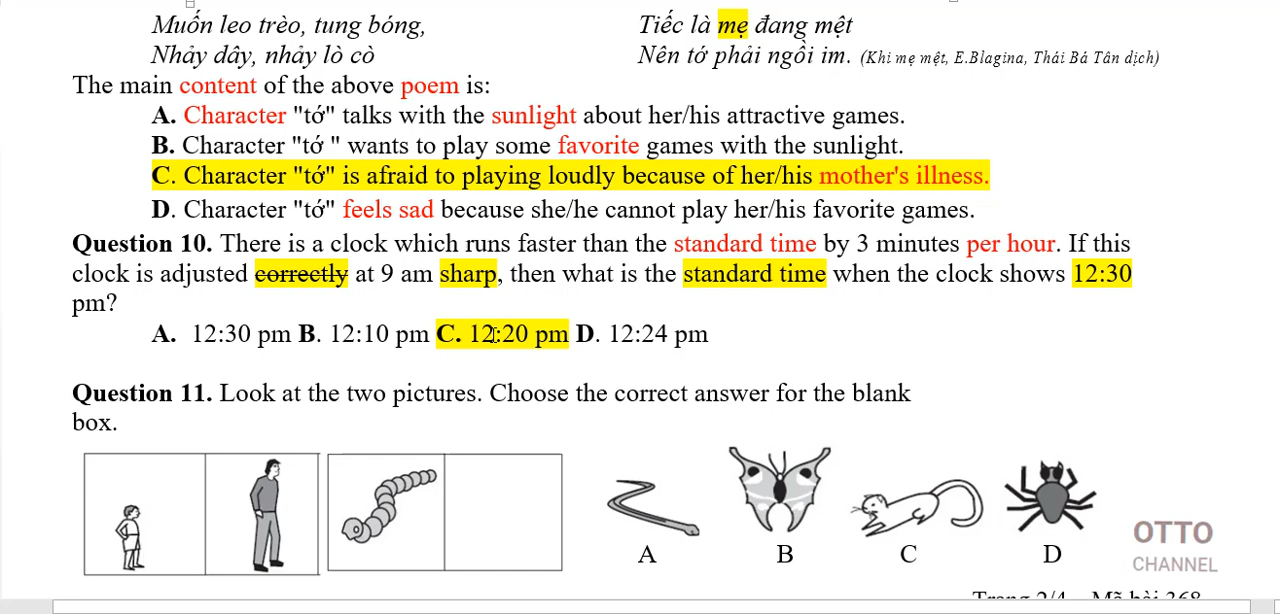 Muốn leo trèo, tung bóng,
Nhảy dây, nhảy lò cò
Tiếc là mẹ đang mệt
Nên tớ phải ngồi im. (Khi mẹ mệt, E.Blagina, Thái Bá Tân dịch)
The main content of the above poem is:
A. Character "tớ" talks with the sunlight about her/his attractive games.
B. Character "tớ " wants to play some favorite games with the sunlight.
C. Character "tớ" is afraid to playing loudly because of her/his mother's illness.
D. Character "tớ" feels sad because she/he cannot play her/his favorite games.
Question 10. There is a clock which runs faster than the standard time by 3 minutes per hour. If this
clock is adjusted correctly at 9 am sharp, then what is the standard time when the clock shows 12:30
pm?
A. 12:30 pm B. 12:10 pm C. 12:20 pm D. 12:24 pm
Question 11. Look at the two pictures. Choose the correct answer for the blank
box.
A B C D
OTTO
CHANNEL
Trang 2/4 Mã bài 268